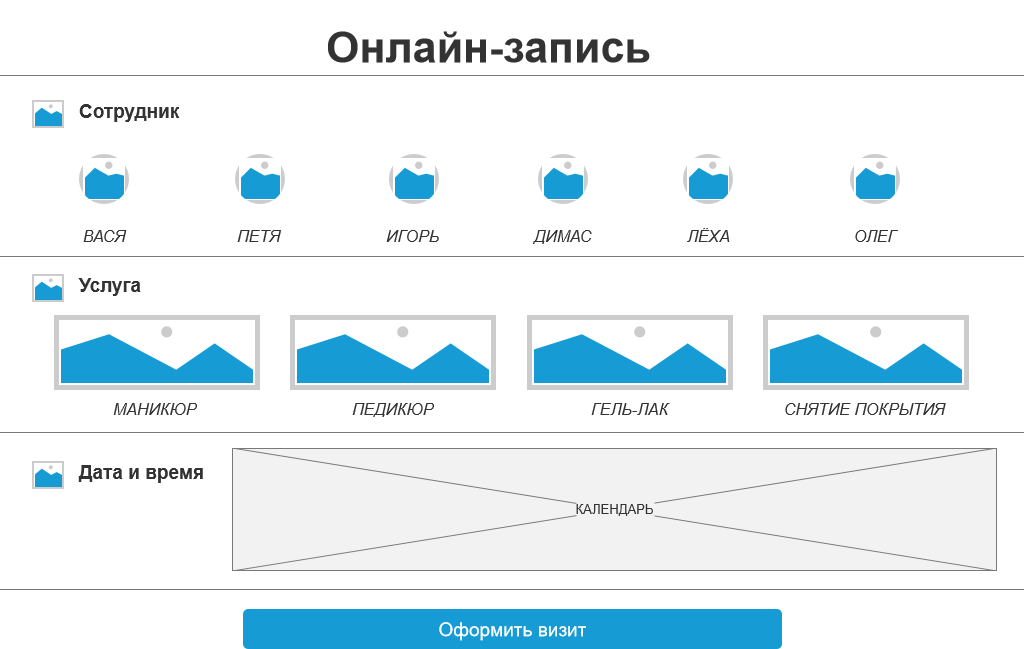 Онлайн-запись
Сотрудник
ВАСЯ ПЕТЯ ИГОРЬ ДИМАС ЛЁХА ОЛЕГ
Услуга
МАНИКЮР ПЕДИКЮР ГЕЛЬ-ЛАК СНЯТИЕ ПОКРЫТИЯ
Дата и время
КАЛЕНДАРЬ
Оформить визит